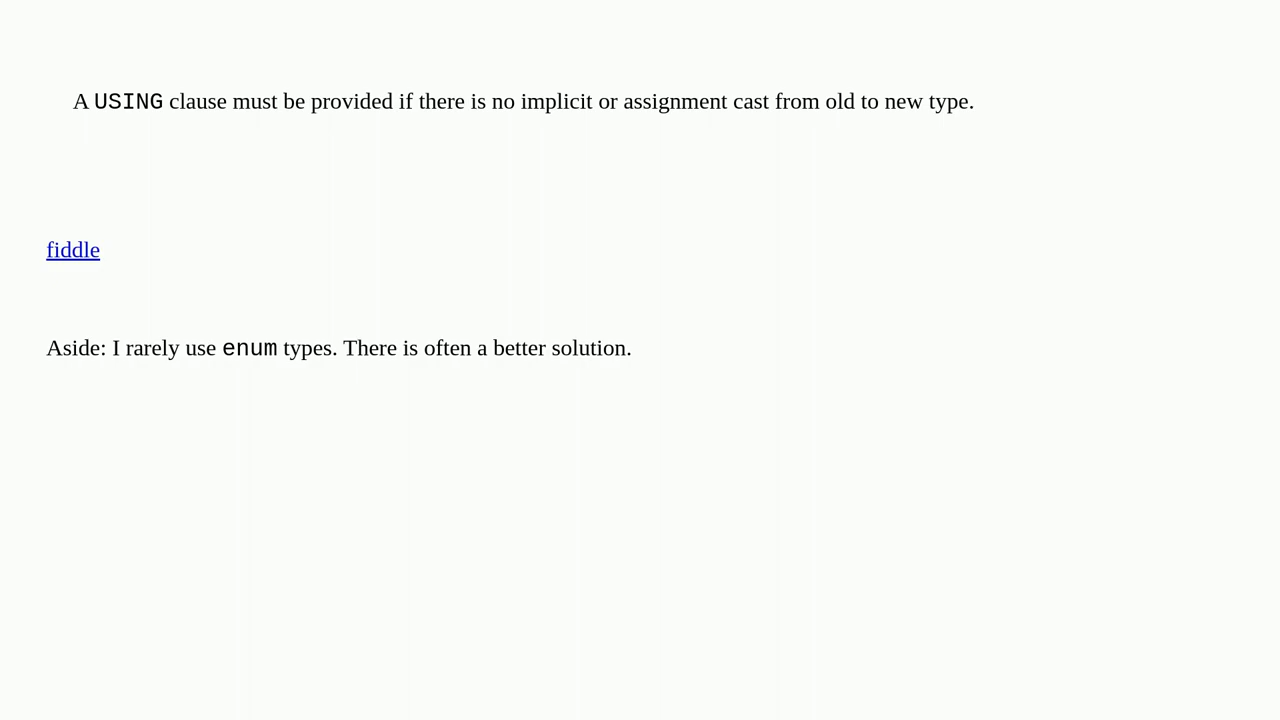 A USING clause must be provided if there is no implicit or assignment cast from old to new type.
fiddle
Aside: I rarely use enum types. There is often a better solution.